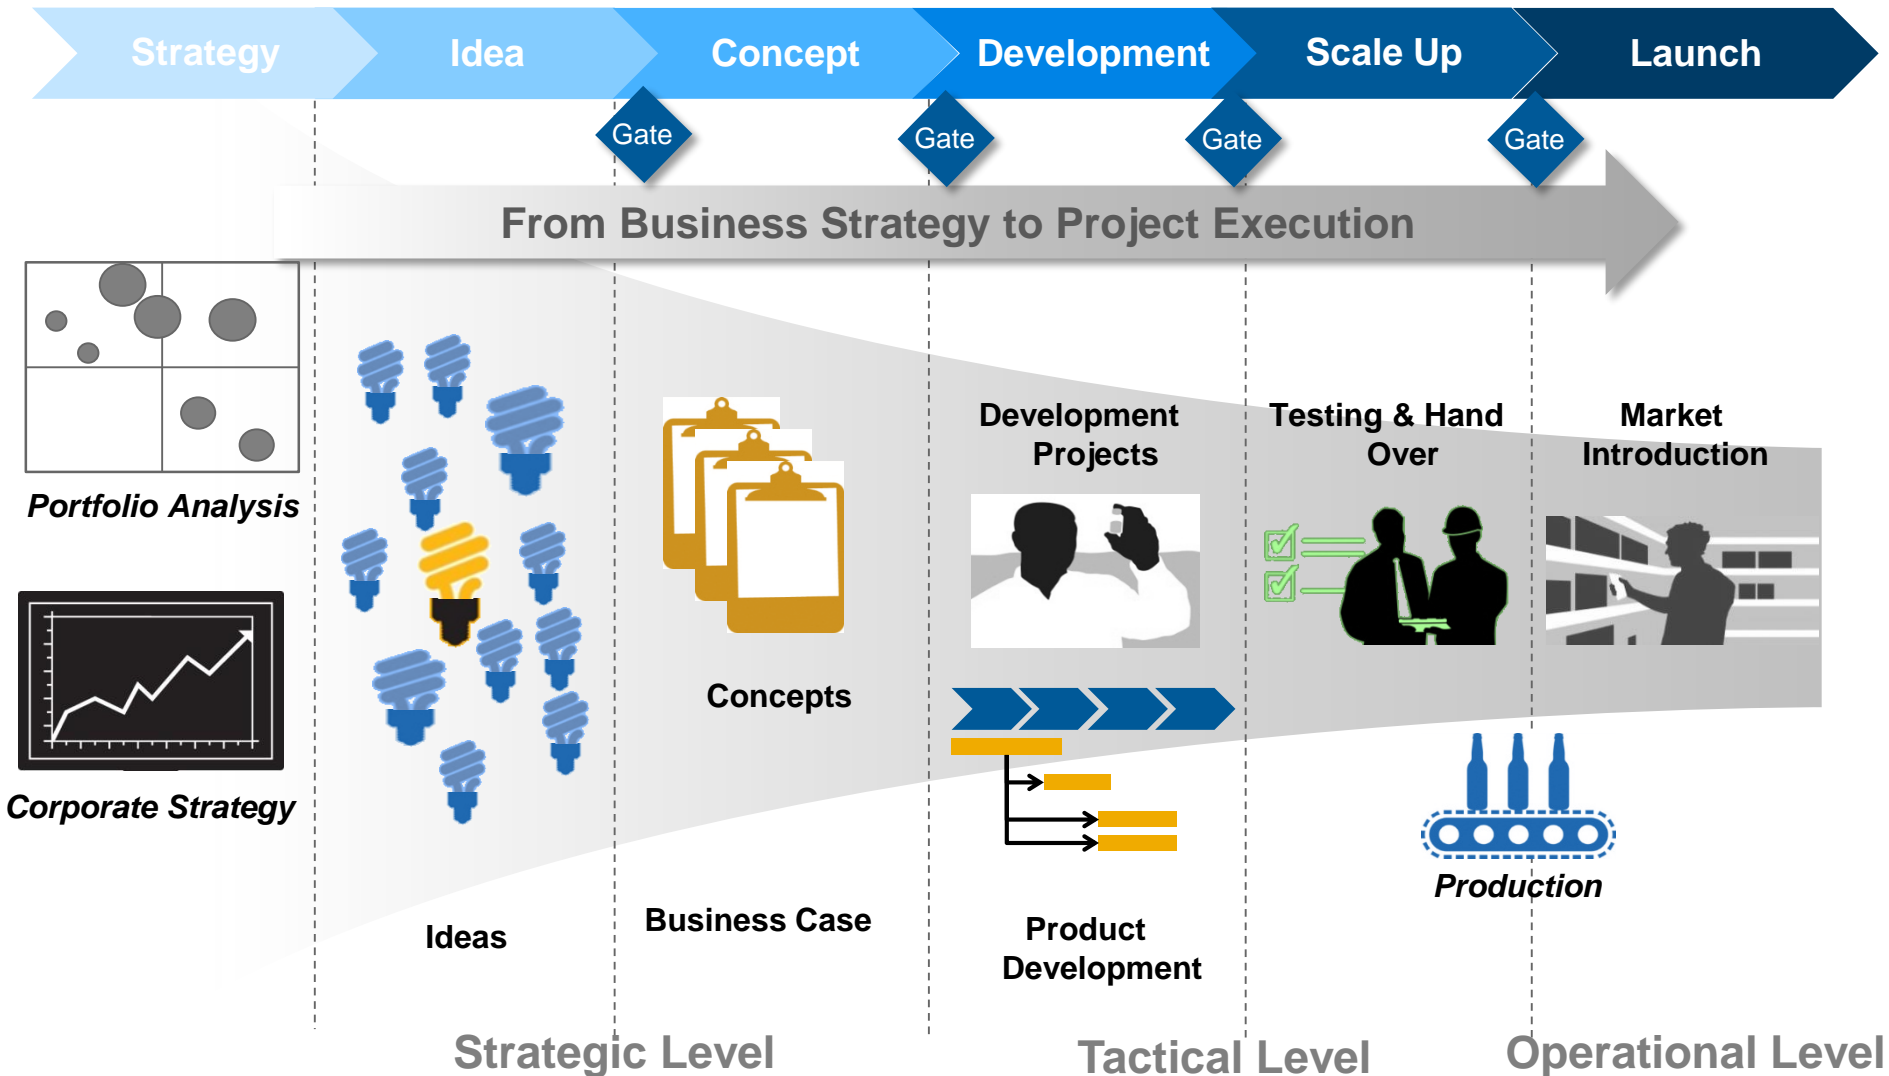 Strategy
Idea
Concept
Development
Scale Up
Launch
Gate
Gate
Gate
Gate
From Business Strategy to Project Execution
Portfolio Analysis
Corporate Strategy
Ideas
Concepts
Business Case
Development
Projects
Product
Development
Testing & Hand
Over
Market
Introduction
Production
Strategic Level
Tactical Level
Operational Level